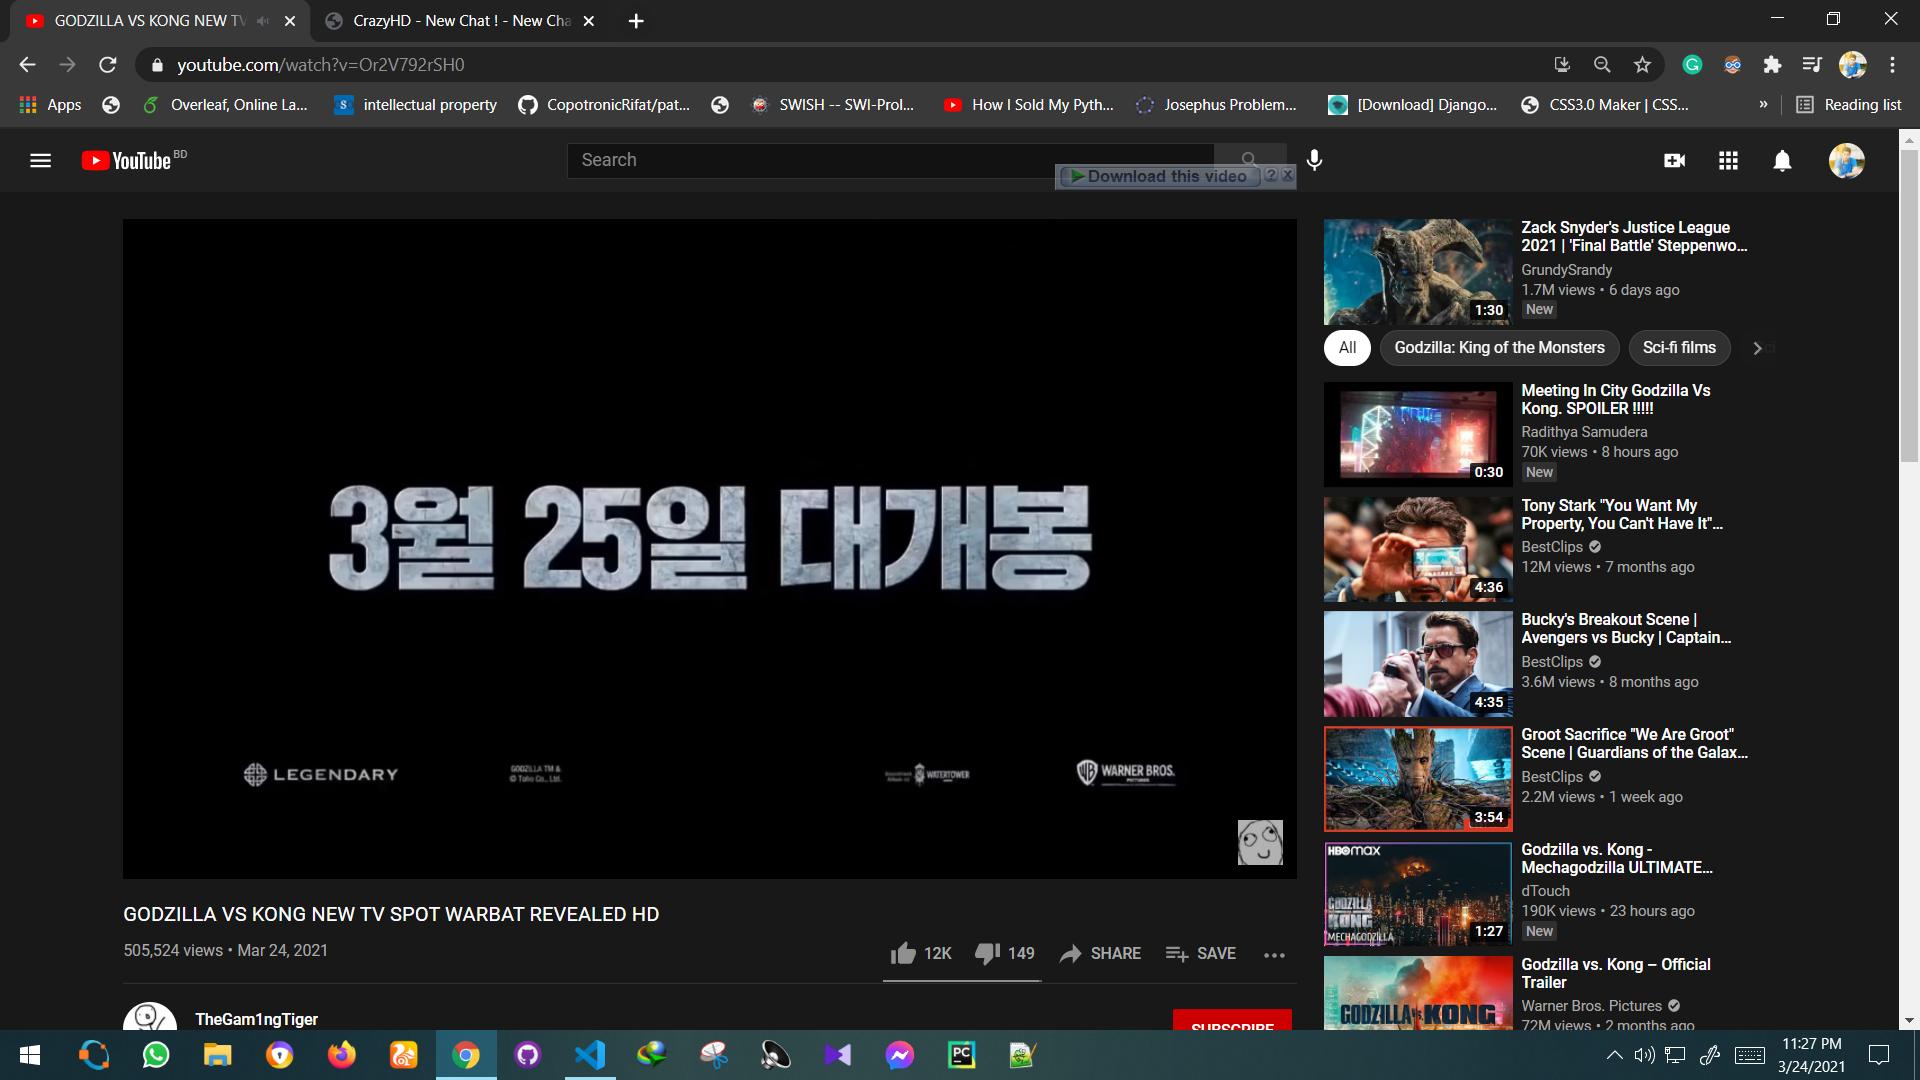 GODZILLA VS KONG NEW TV
CrazyHD - New Chat ! - New Cha
youtube.com/watch?v=Or2V792rSH0
Apps
Overleaf, Online La...
intellectual property
CopotronicRifat/pat...
SWISH -- SWI-Prol...
How I Sold My Pyth...
Josephus Problem...
[Download] Django...
CSS3.0 Maker | CSS...
»
Reading list
YouTube BD
Search
Download this video
3월 25일 대개봉
LEGENDARY
GODZILLA TM &
© Toho Co., Ltd.
WATERTOWER
WB WARNER BROS.
PICTURES
GODZILLA VS KONG NEW TV SPOT WARBAT REVEALED HD
505,524 views • Mar 24, 2021
12K
149
SHARE
SAVE
TheGam1ngTiger
SUBSCRIBE
Zack Snyder's Justice League
2021 | 'Final Battle' Steppenwo...
GrundySrandy
1.7M views • 6 days ago
New
1:30
All
Godzilla: King of the Monsters
Sci-fi films
Meeting In City Godzilla Vs
Kong. SPOILER !!!!!
Radithya Samudera
70K views • 8 hours ago
New
0:30
Tony Stark "You Want My
Property, You Can't Have It"...
BestClips
12M views • 7 months ago
4:36
Bucky's Breakout Scene |
Avengers vs Bucky | Captain...
BestClips
3.6M views • 8 months ago
4:35
Groot Sacrifice "We Are Groot"
Scene | Guardians of the Galax...
BestClips
2.2M views • 1 week ago
3:54
HBOMAX
GODZILLA
KONG
MECHAGODZILLA
1:27
Godzilla vs. Kong -
Mechagodzilla ULTIMATE...
dTouch
190K views • 23 hours ago
New
GODZILLA VS. KONG
Godzilla vs. Kong – Official
Trailer
Warner Bros. Pictures
72M views • 2 months ago
PC
11:27 PM
3/24/2021